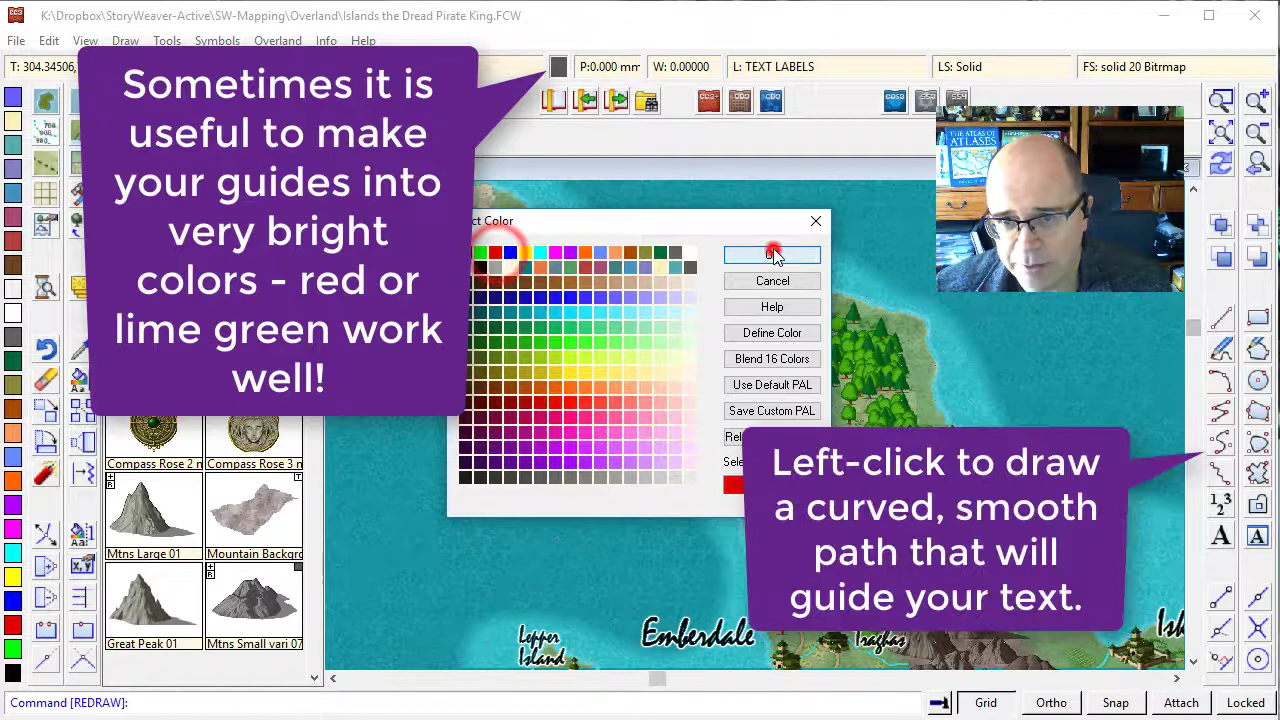 K:\Dropbox\StoryWeaver-Active\SW-Mapping\Overland\Islands the Dread Pirate King.FCW
File Edit View Draw Tools Symbols Overland Info Help
T: 304.34506,
P:0.000 mm
W: 0.00000
L: TEXT LABELS
LS: Solid
FS: solid 20 Bitmap
Sometimes it is
useful to make
your guides into
very bright
colors - red or
lime green work
well!
THE ATLAS OF
ATLASES
ct Color
Cancel
Help
Define Color
Blend 16 Colors
Use Default PAL
Save Custom PAL
Left-click to draw
a curved, smooth
path that will
guide your text.
Compass Rose 2
Compass Rose 3
Mtns Large 01
Mountain Backgro
Great Peak 01
Mtns Small vari 07
Lepper
Island
Emberdale
Iraghas
Command [REDRAW]:
Grid
Ortho
Snap
Attach
Locked